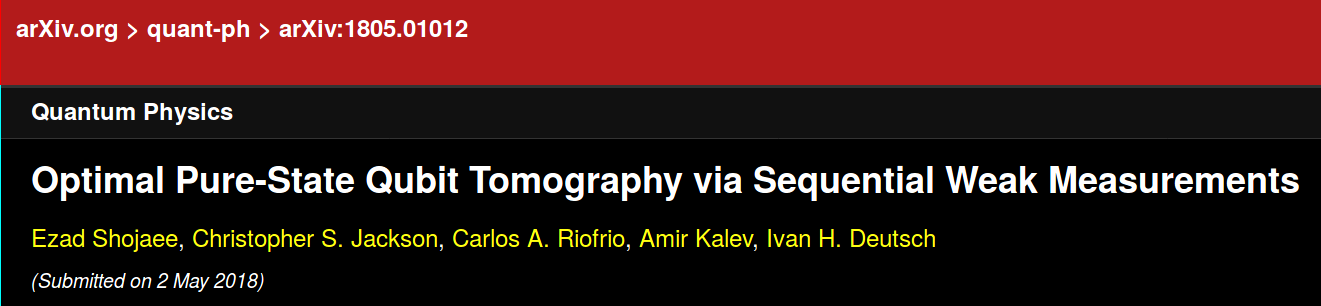 arXiv.org > quant-ph > arXiv:1805.01012
Quantum Physics
Optimal Pure-State Qubit Tomography via Sequential Weak Measurements
Ezad Shojaee, Christopher S. Jackson, Carlos A. Riofrio, Amir Kalev, Ivan H. Deutsch
(Submitted on 2 May 2018)